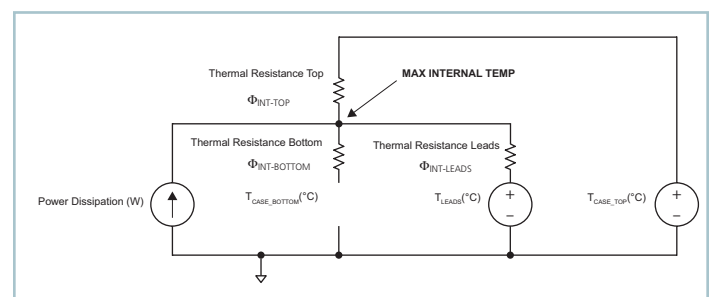 Thermal Resistance Top
MAX INTERNAL TEMP
ΦINT-TOP
Thermal Resistance Bottom
Thermal Resistance Leads
ΦINT-BOTTOM
ΦINT-LEADS
Power Dissipation (W)
TCASE_BOTTOM(°C)
TLEADS(°C)
+
–
TCASE_TOP(°C)
+
–